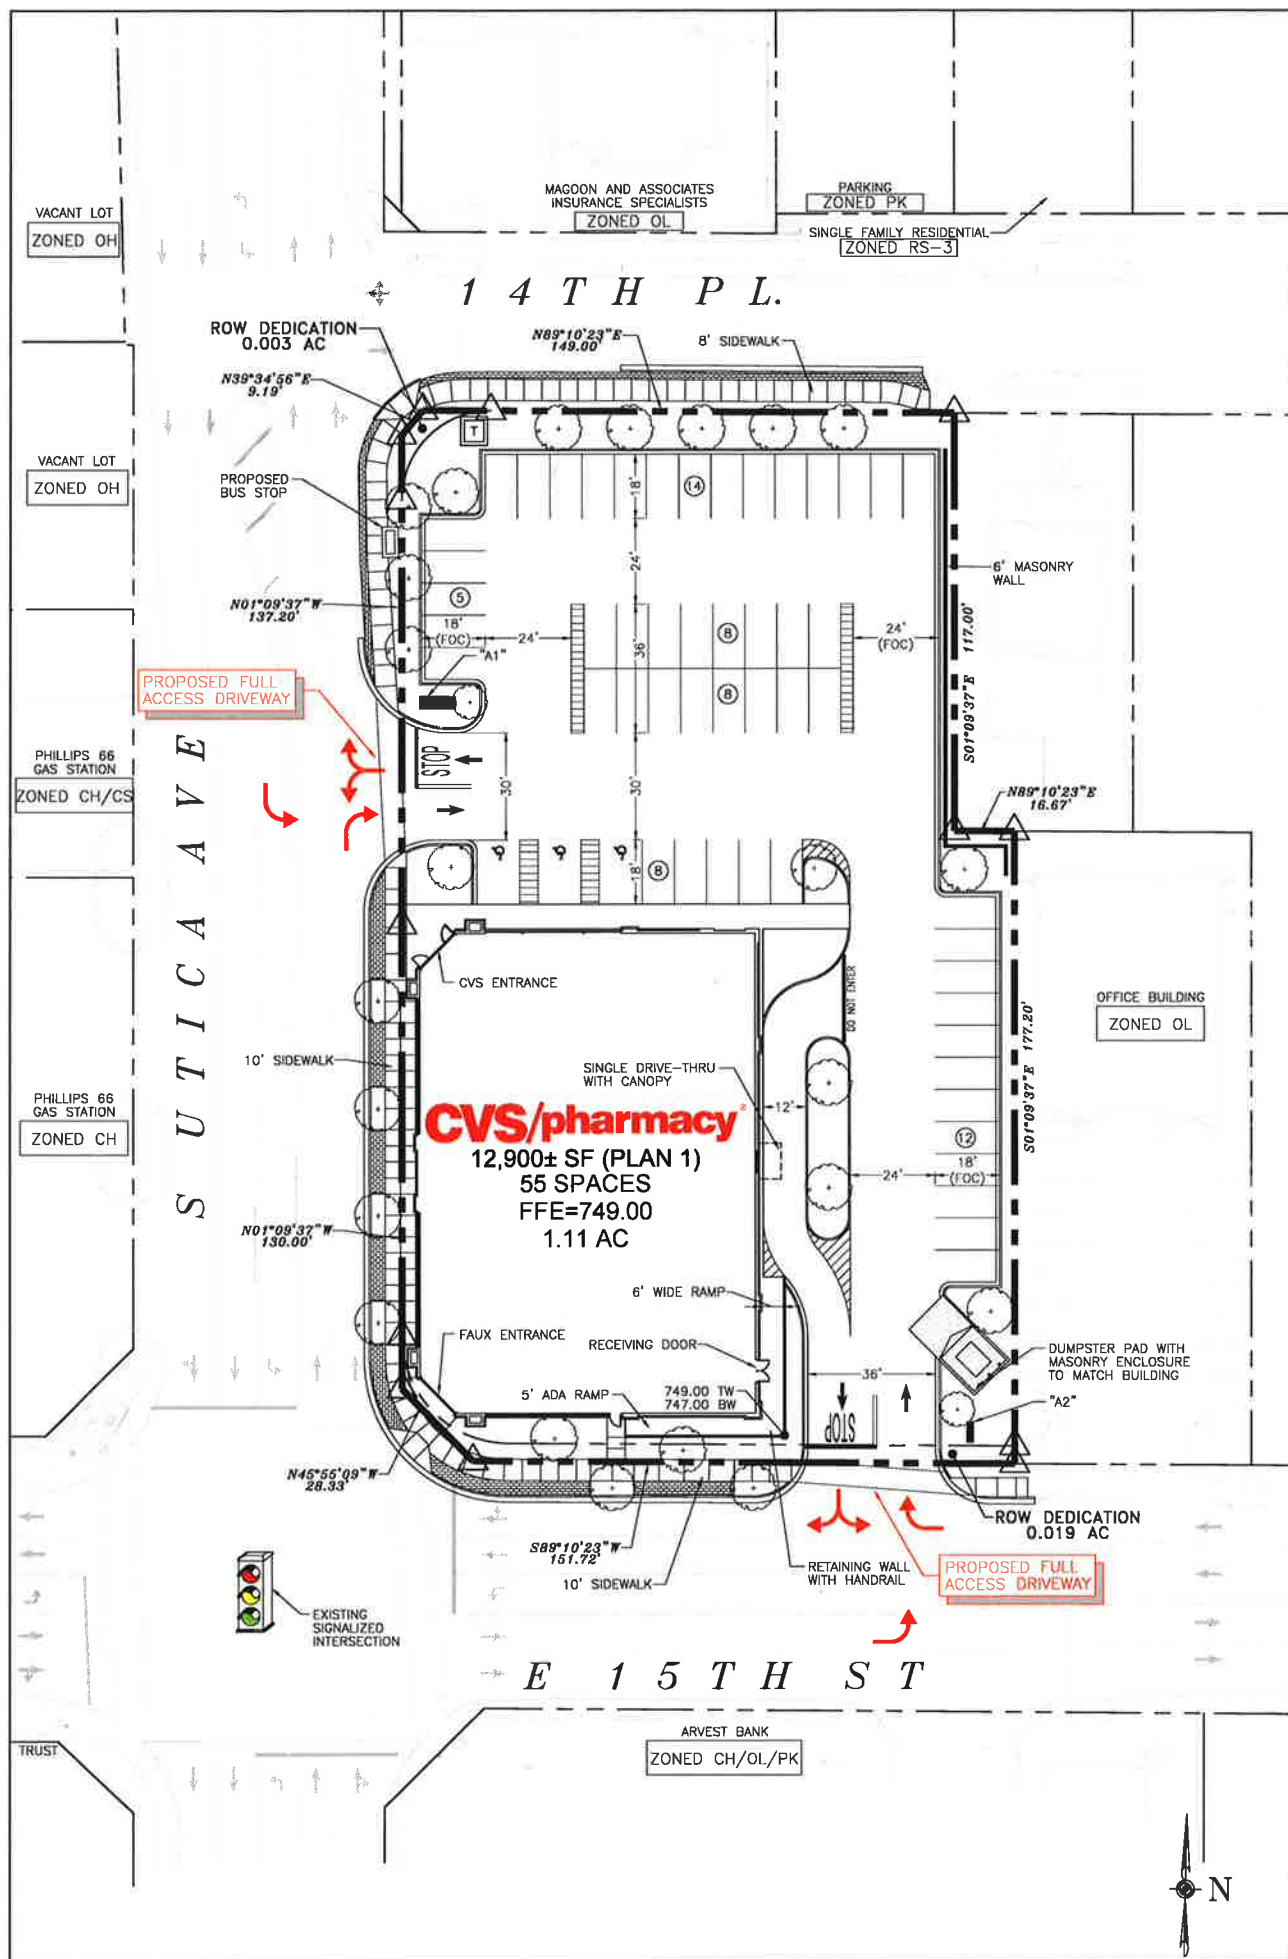 MAGOON AND ASSOCIATES
INSURANCE SPECIALISTS
ZONED OL
PARKING
ZONED PK
SINGLE FAMILY RESIDENTIAL
ZONED RS-3
VACANT LOT
ZONED OH
14TH PL.
ROW DEDICATION
0.003 AC
N89°10'23"E
149.00'
8' SIDEWALK
N39°34'56"E
9.19'
T
VACANT LOT
ZONED OH
PROPOSED
BUS STOP
14
18'
24'
6' MASONRY
WALL
N01°09'37"W
137.20'
5
18'
(FOC)
24'
36'
8
8
24'
(FOC)
"A1"
S01°09'37"E 117.00'
PROPOSED FULL
ACCESS DRIVEWAY
STOP
PHILLIPS 66
GAS STATION
ZONED CH/CS
30'
30'
N89°10'23"E
16.67'
18'
8
S UTICA AVE
CVS ENTRANCE
DO NOT ENTER
OFFICE BUILDING
ZONED OL
10' SIDEWALK
SINGLE DRIVE-THRU
WITH CANOPY
S01°09'37"E 177.20'
PHILLIPS 66
GAS STATION
ZONED CH
12'
CVS/pharmacy®
12,900± SF (PLAN 1)
55 SPACES
FFE=749.00
1.11 AC
12
24'
18'
(FOC)
N01°09'37"W
130.00'
6' WIDE RAMP
FAUX ENTRANCE
RECEIVING DOOR
DUMPSTER PAD WITH
MASONRY ENCLOSURE
TO MATCH BUILDING
36'
5' ADA RAMP
749.00 TW
747.00 BW
"A2"
STOP
N45°55'09"W
28.33'
ROW DEDICATION
0.019 AC
S89°10'23"W
151.72'
10' SIDEWALK
RETAINING WALL
WITH HANDRAIL
PROPOSED FULL
ACCESS DRIVEWAY
EXISTING
SIGNALIZED
INTERSECTION
E 15TH ST
ARVEST BANK
ZONED CH/OL/PK
TRUST
N